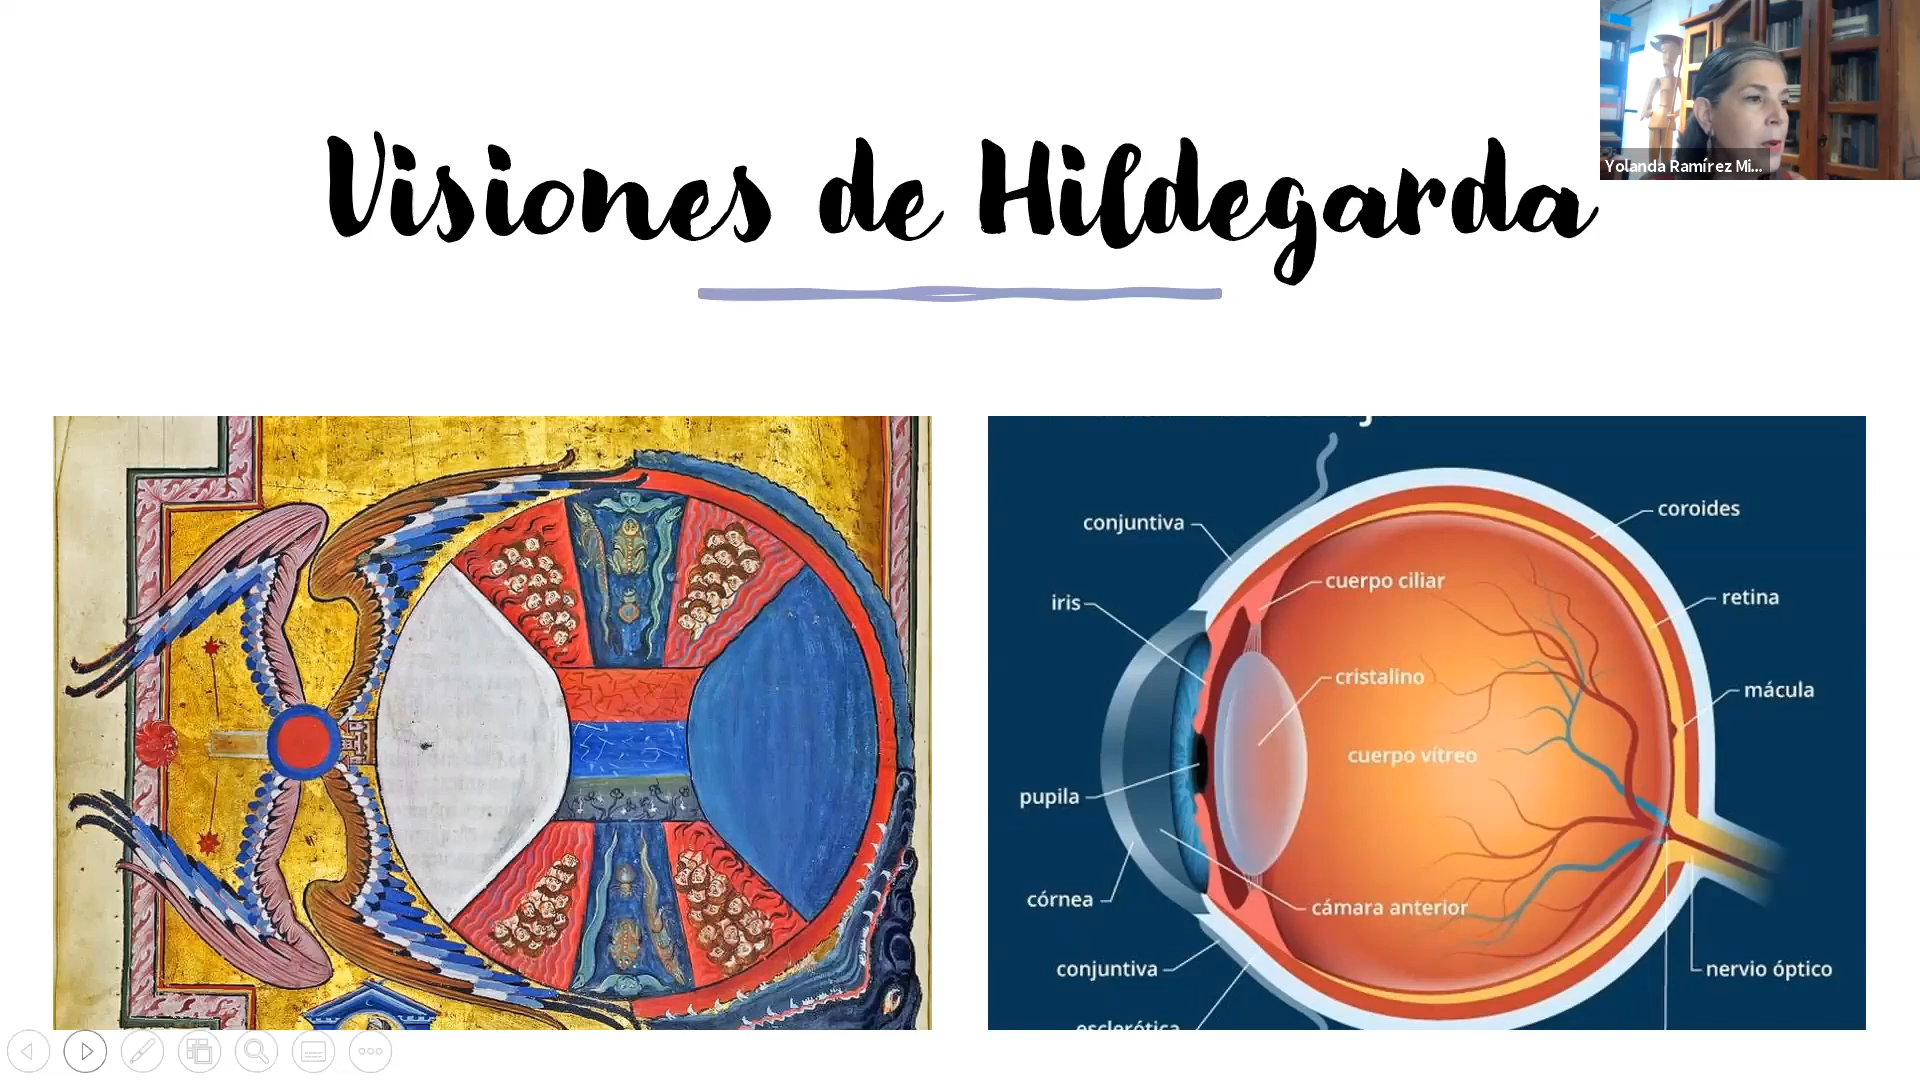 Yolanda Ramírez Mi...
Visiones de Hildegarda
conjuntiva
coroides
cuerpo ciliar
iris
retina
cristalino
mácula
cuerpo vítreo
pupila
córnea
cámara anterior
conjuntiva
nervio óptico
esclerótica